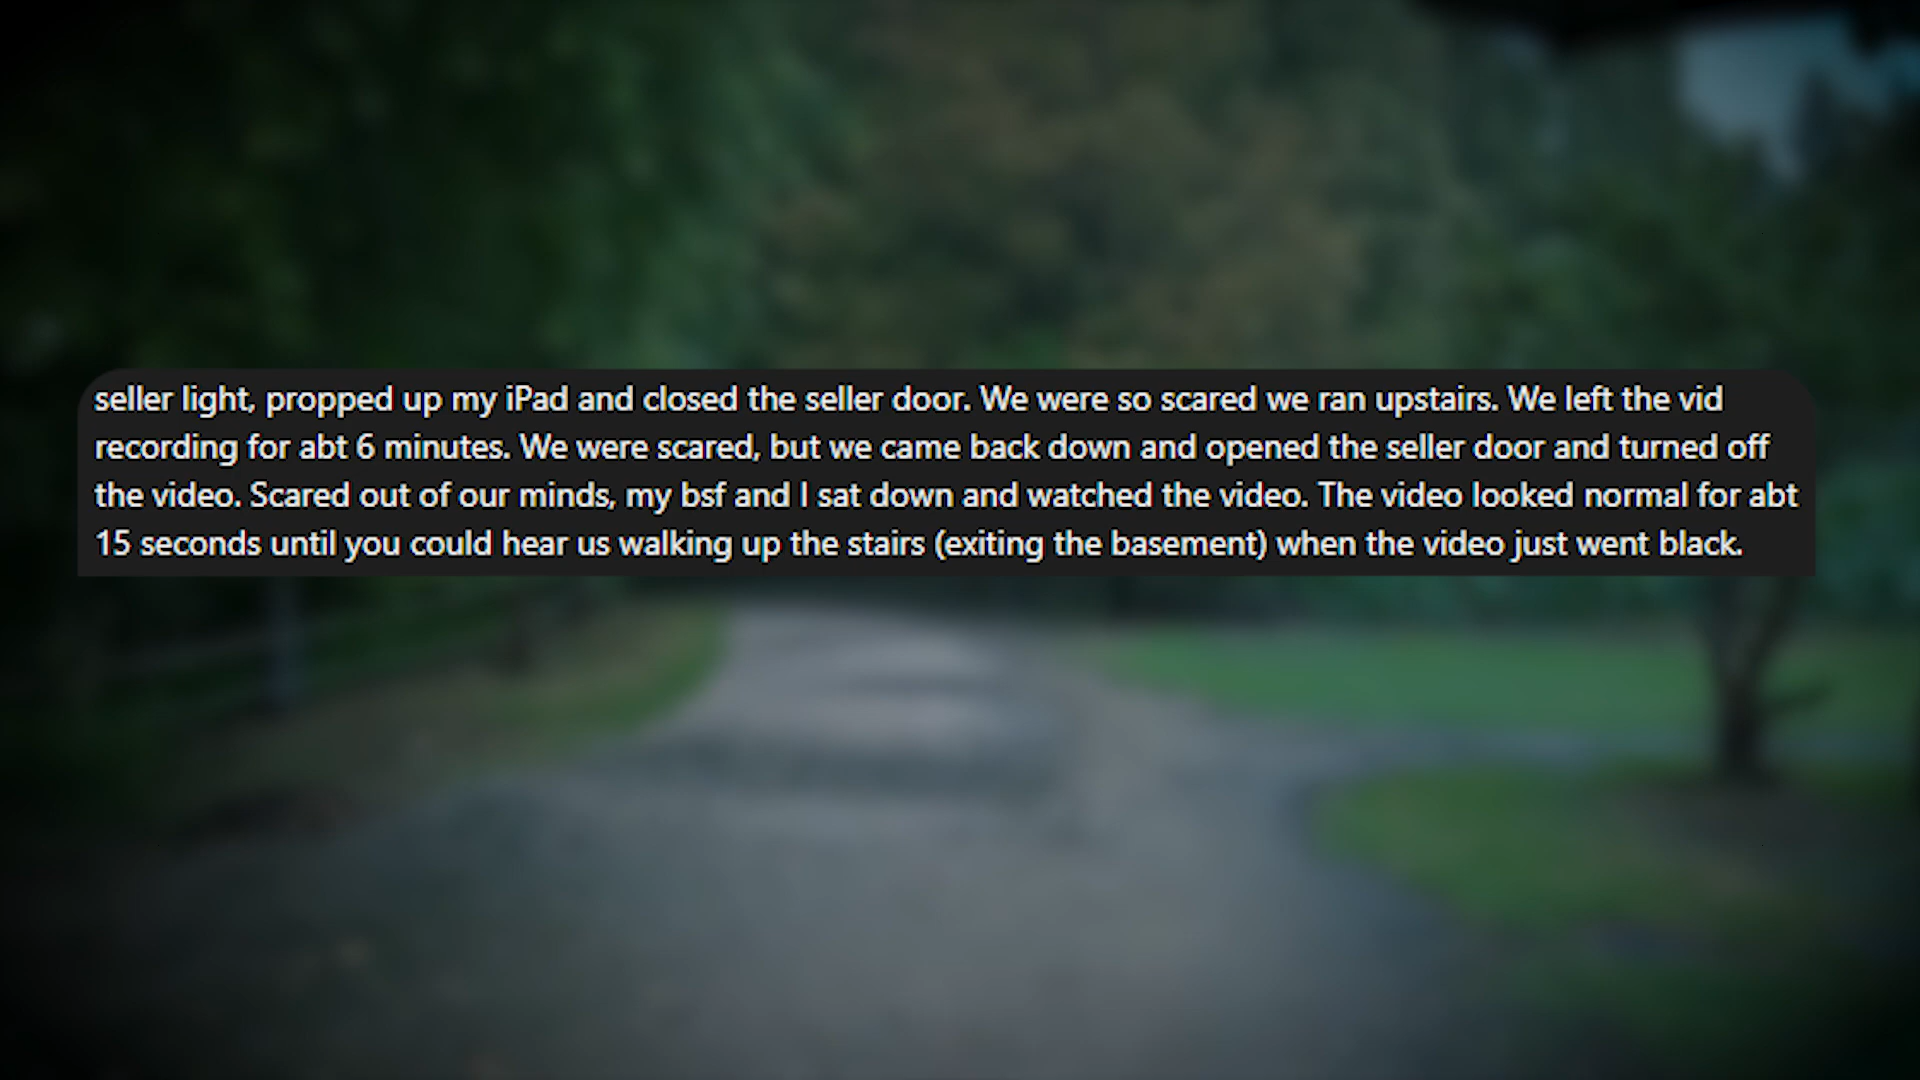 seller light, propped up my iPad and closed the seller door. We were so scared we ran upstairs. We left the vid
recording for abt 6 minutes. We were scared, but we came back down and opened the seller door and turned off
the video. Scared out of our minds, my bsf and I sat down and watched the video. The video looked normal for abt
15 seconds until you could hear us walking up the stairs (exiting the basement) when the video just went black.